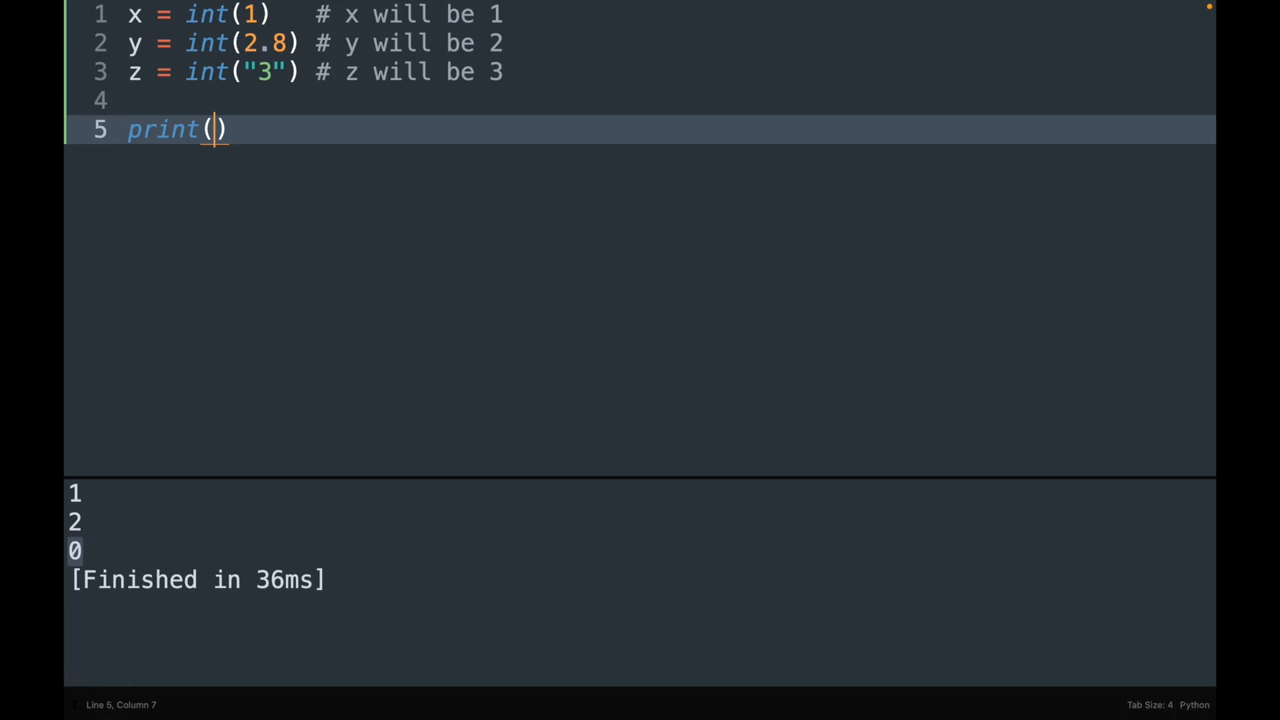 1 x = int(1)   # x will be 1
2 y = int(2.8) # y will be 2
3 z = int("3") # z will be 3
4
5 print()
1
2
0
[Finished in 36ms]
Line 5, Column 7
Tab Size: 4 Python